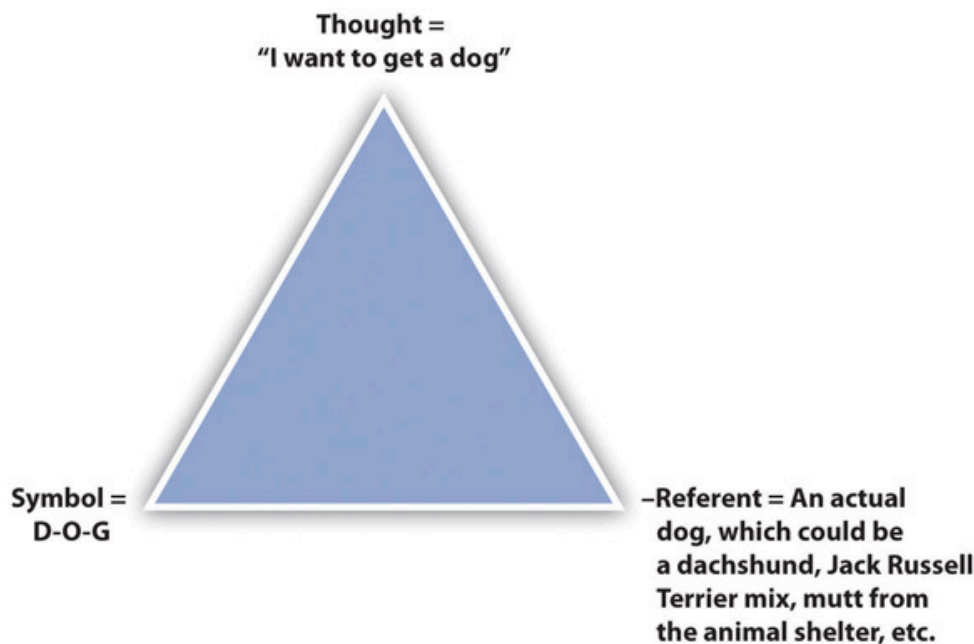 Thought =
“I want to get a dog”
Symbol =
D-O-G
–Referent = An actual
dog, which could be
a dachshund, Jack Russell
Terrier mix, mutt from
the animal shelter, etc.